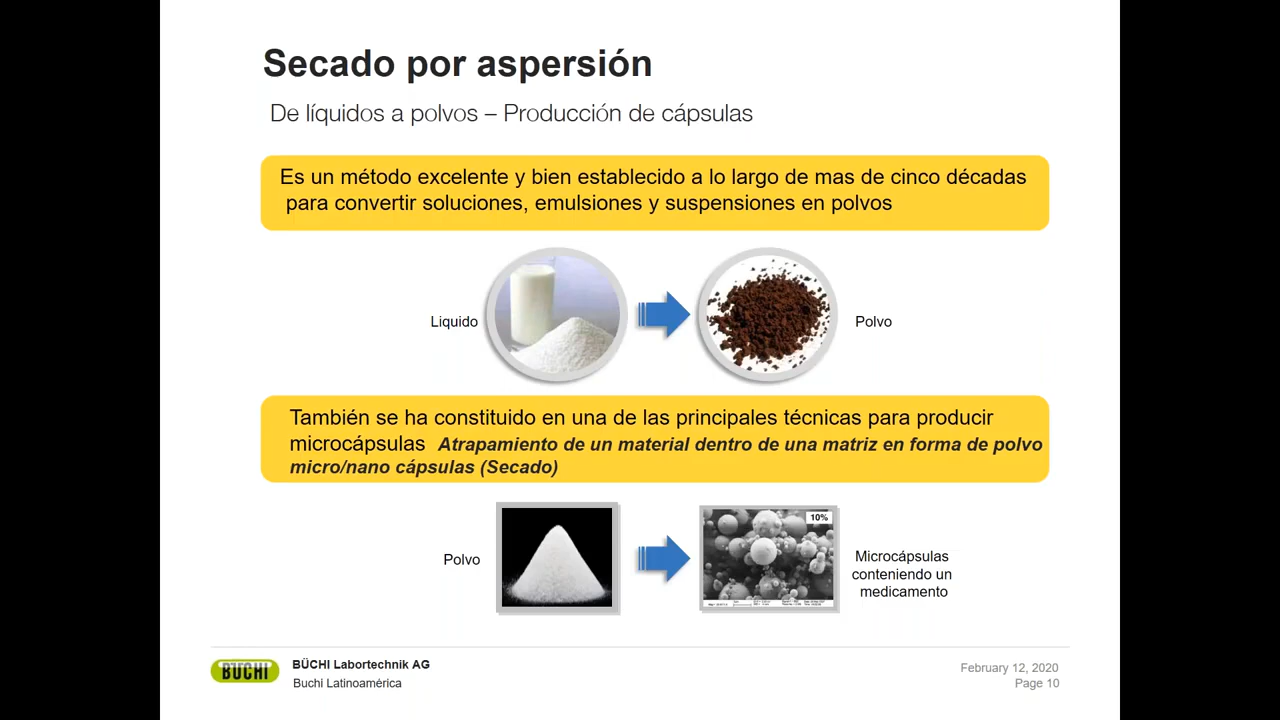 Secado por aspersión
De líquidos a polvos – Producción de cápsulas
Es un método excelente y bien establecido a lo largo de mas de cinco décadas
para convertir soluciones, emulsiones y suspensiones en polvos
Liquido
Polvo
También se ha constituido en una de las principales técnicas para producir
microcápsulas Atrapamiento de un material dentro de una matriz en forma de polvo
micro/nano cápsulas (Secado)
Polvo
10%
Microcápsulas
conteniendo un
medicamento
BÜCHI
BÜCHI Labortechnik AG
Buchi Latinoamérica
February 12, 2020
Page 10